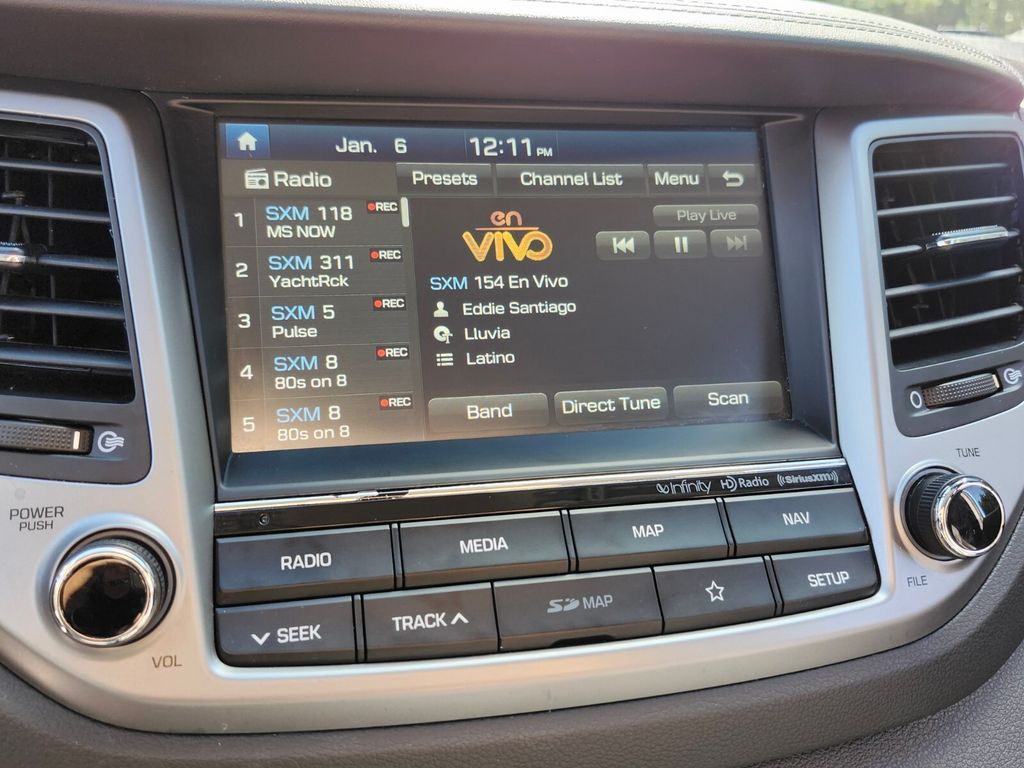 Jan. 6 12:11 PM
Radio Presets Channel List Menu
1 SXM 118 REC
MS NOW
2 SXM 311 REC
YachtRck
3 SXM 5 REC
Pulse
4 SXM 8 REC
80s on 8
5 SXM 8 REC
80s on 8
en
VIVO
Play Live
SXM 154 En Vivo
Eddie Santiago
Lluvia
Latino
Band Direct Tune Scan
infinity HD Radio ((SiriusXM))
RADIO MEDIA MAP NAV
SEEK TRACK SD MAP SETUP
POWER
PUSH
VOL
0
TUNE
FILE